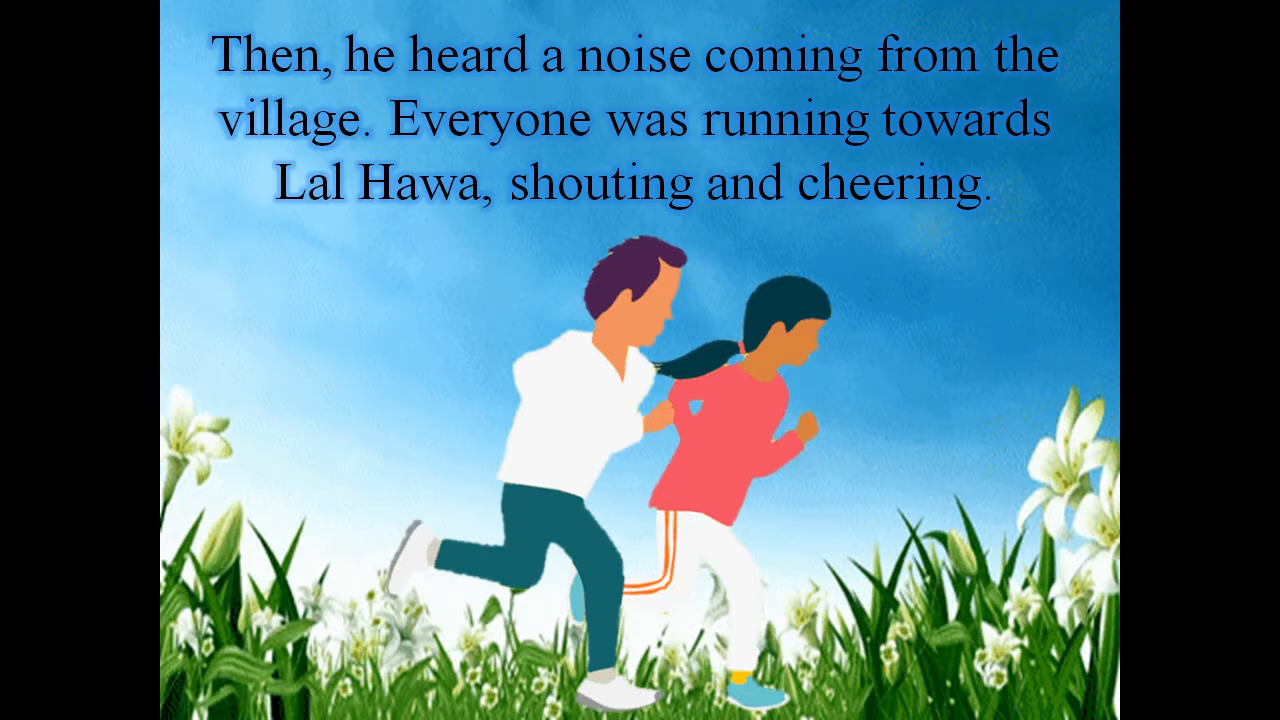 Then, he heard a noise coming from the
village. Everyone was running towards
Lal Hawa, shouting and cheering.